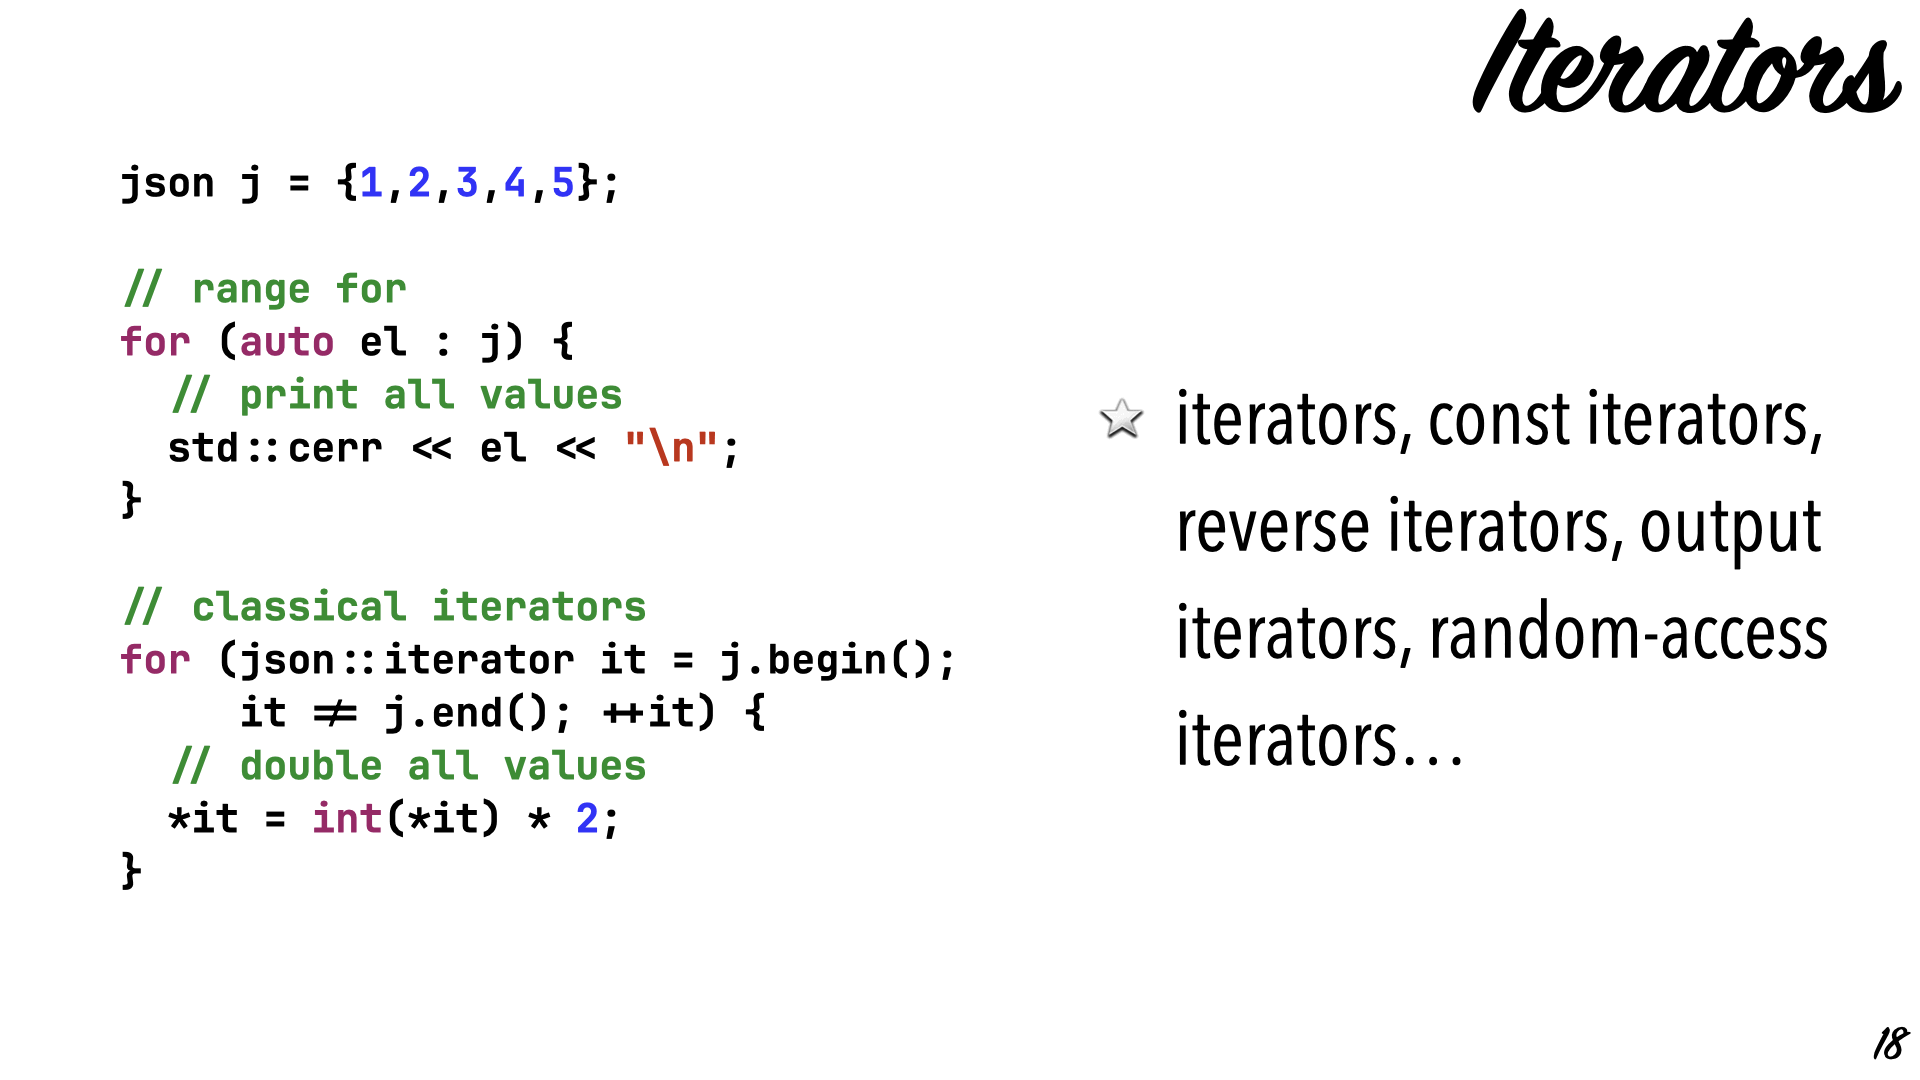 Iterators
json j = {1,2,3,4,5};
// range for
for (auto el : j) {
// print all values
std::cerr << el << "\n";
}
// classical iterators
for (json::iterator it = j.begin();
it != j.end(); ++it) {
// double all values
*it = int(*it) * 2;
}
iterators, const iterators,
reverse iterators, output
iterators, random-access
iterators…
18